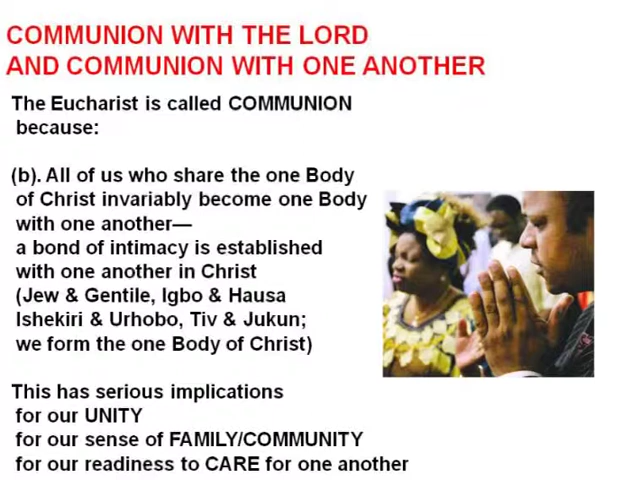 COMMUNION WITH THE LORD
AND COMMUNION WITH ONE ANOTHER
The Eucharist is called COMMUNION
because:
(b). All of us who share the one Body
of Christ invariably become one Body
with one another—
a bond of intimacy is established
with one another in Christ
(Jew & Gentile, Igbo & Hausa
Ishekiri & Urhobo, Tiv & Jukun;
we form the one Body of Christ)
This has serious implications
for our UNITY
for our sense of FAMILY/COMMUNITY
for our readiness to CARE for one another